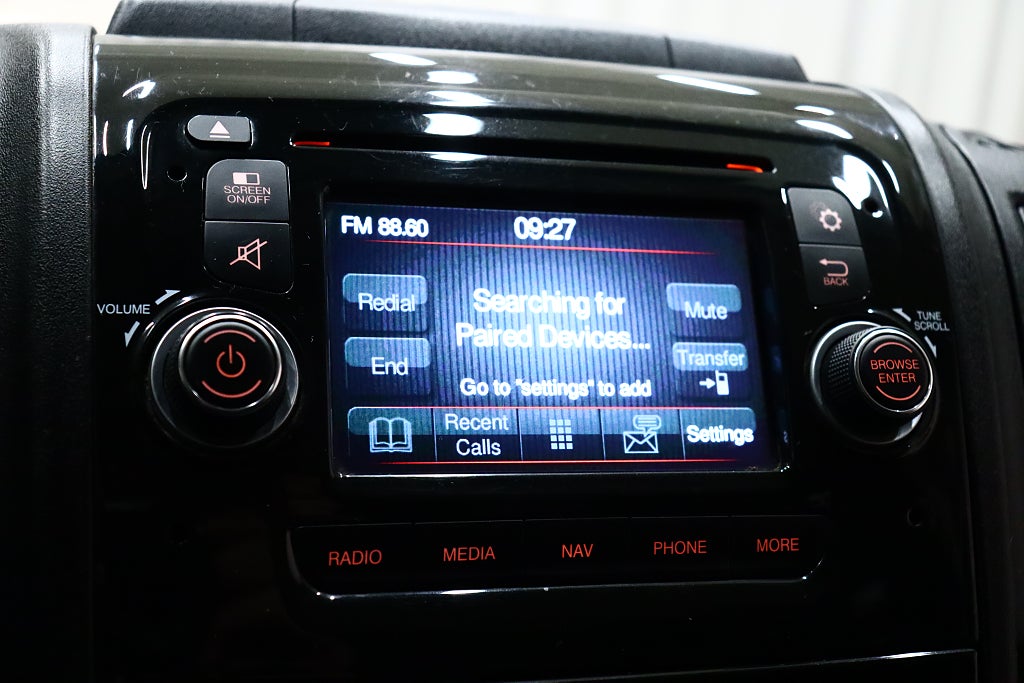 SCREEN
ON/OFF
FM 88.60
09:27
BACK
VOLUME
Redial
Searching for
Paired Devices...
Mute
TUNE
SCROLL
End
Transfer
BROWSE
ENTER
Go to "settings" to add
Recent
Calls
Settings
RADIO
MEDIA
NAV
PHONE
MORE